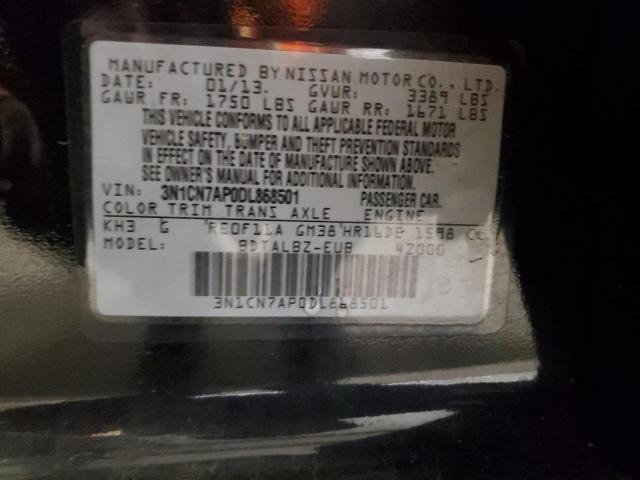 MANUFACTURED BY NISSAN MOTOR CO., LTD.
DATE: 01/13. GVWR: 3389 LBS
GAWR FR: 1750 LBS GAWR RR: 1671 LBS
THIS VEHICLE CONFORMS TO ALL APPLICABLE FEDERAL MOTOR
VEHICLE SAFETY, BUMPER AND THEFT PREVENTION STANDARDS
IN EFFECT ON THE DATE OF MANUFACTURE SHOWN ABOVE.
SEE OWNER'S MANUAL FOR ADDITIONAL INFORMATION.
VIN: 3N1CN7AP0DL868501 PASSENGER CAR.
COLOR TRIM TRANS AXLE ENGINE
KH3 G RE0F11A GM38 HR16DE 1598 CC
MODEL: BDTALBZ-EUB 42000
3N1CN7AP0DL868501